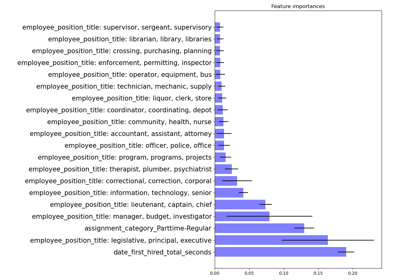 Feature importances
employee_position_title: supervisor, sergeant, supervisory
employee_position_title: librarian, library, libraries
employee_position_title: crossing, purchasing, planning
employee_position_title: enforcement, permitting, inspector
employee_position_title: operator, equipment, bus
employee_position_title: technician, mechanic, supply
employee_position_title: liquor, clerk, store
employee_position_title: coordinator, coordinating, depot
employee_position_title: community, health, nurse
employee_position_title: accountant, assistant, attorney
employee_position_title: officer, police, office
employee_position_title: program, programs, projects
employee_position_title: therapist, plumber, psychiatrist
employee_position_title: correctional, correction, corporal
employee_position_title: information, technology, senior
employee_position_title: lieutenant, captain, chief
employee_position_title: manager, budget, investigator
assignment_category_Parttime-Regular
employee_position_title: legislative, principal, executive
date_first_hired_total_seconds
0.00 0.05 0.10 0.15 0.20